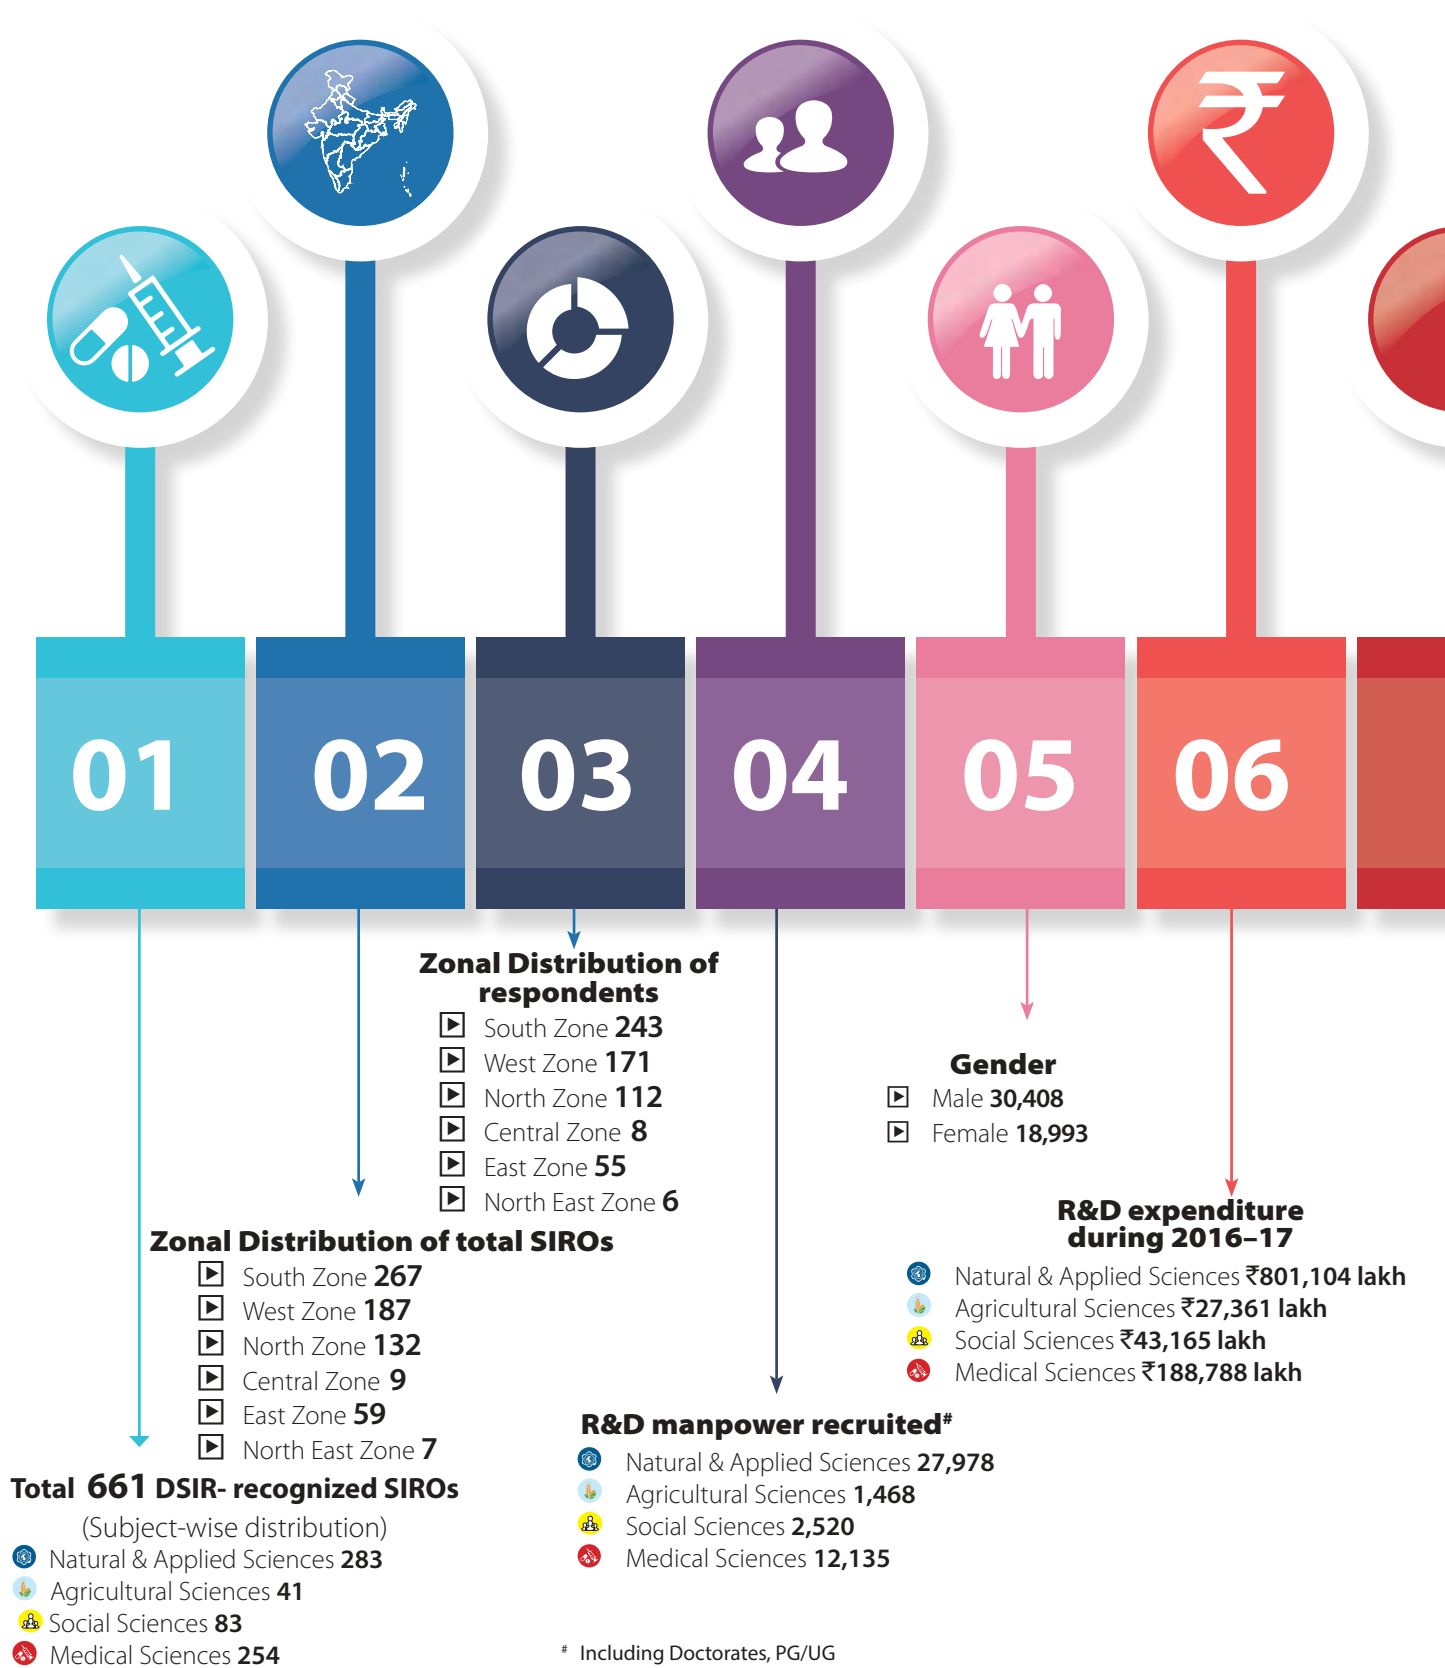 01
02
03
04
05
06
Zonal Distribution of
respondents
South Zone 243
West Zone 171
North Zone 112
Central Zone 8
East Zone 55
North East Zone 6
Gender
Male 30,408
Female 18,993
Zonal Distribution of total SIROs
South Zone 267
West Zone 187
North Zone 132
Central Zone 9
East Zone 59
North East Zone 7
R&D expenditure
during 2016–17
Natural & Applied Sciences ₹801,104 lakh
Agricultural Sciences ₹27,361 lakh
Social Sciences ₹43,165 lakh
Medical Sciences ₹188,788 lakh
R&D manpower recruited#
Natural & Applied Sciences 27,978
Agricultural Sciences 1,468
Social Sciences 2,520
Medical Sciences 12,135
Total 661 DSIR- recognized SIROs
(Subject-wise distribution)
Natural & Applied Sciences 283
Agricultural Sciences 41
Social Sciences 83
Medical Sciences 254
# Including Doctorates, PG/UG